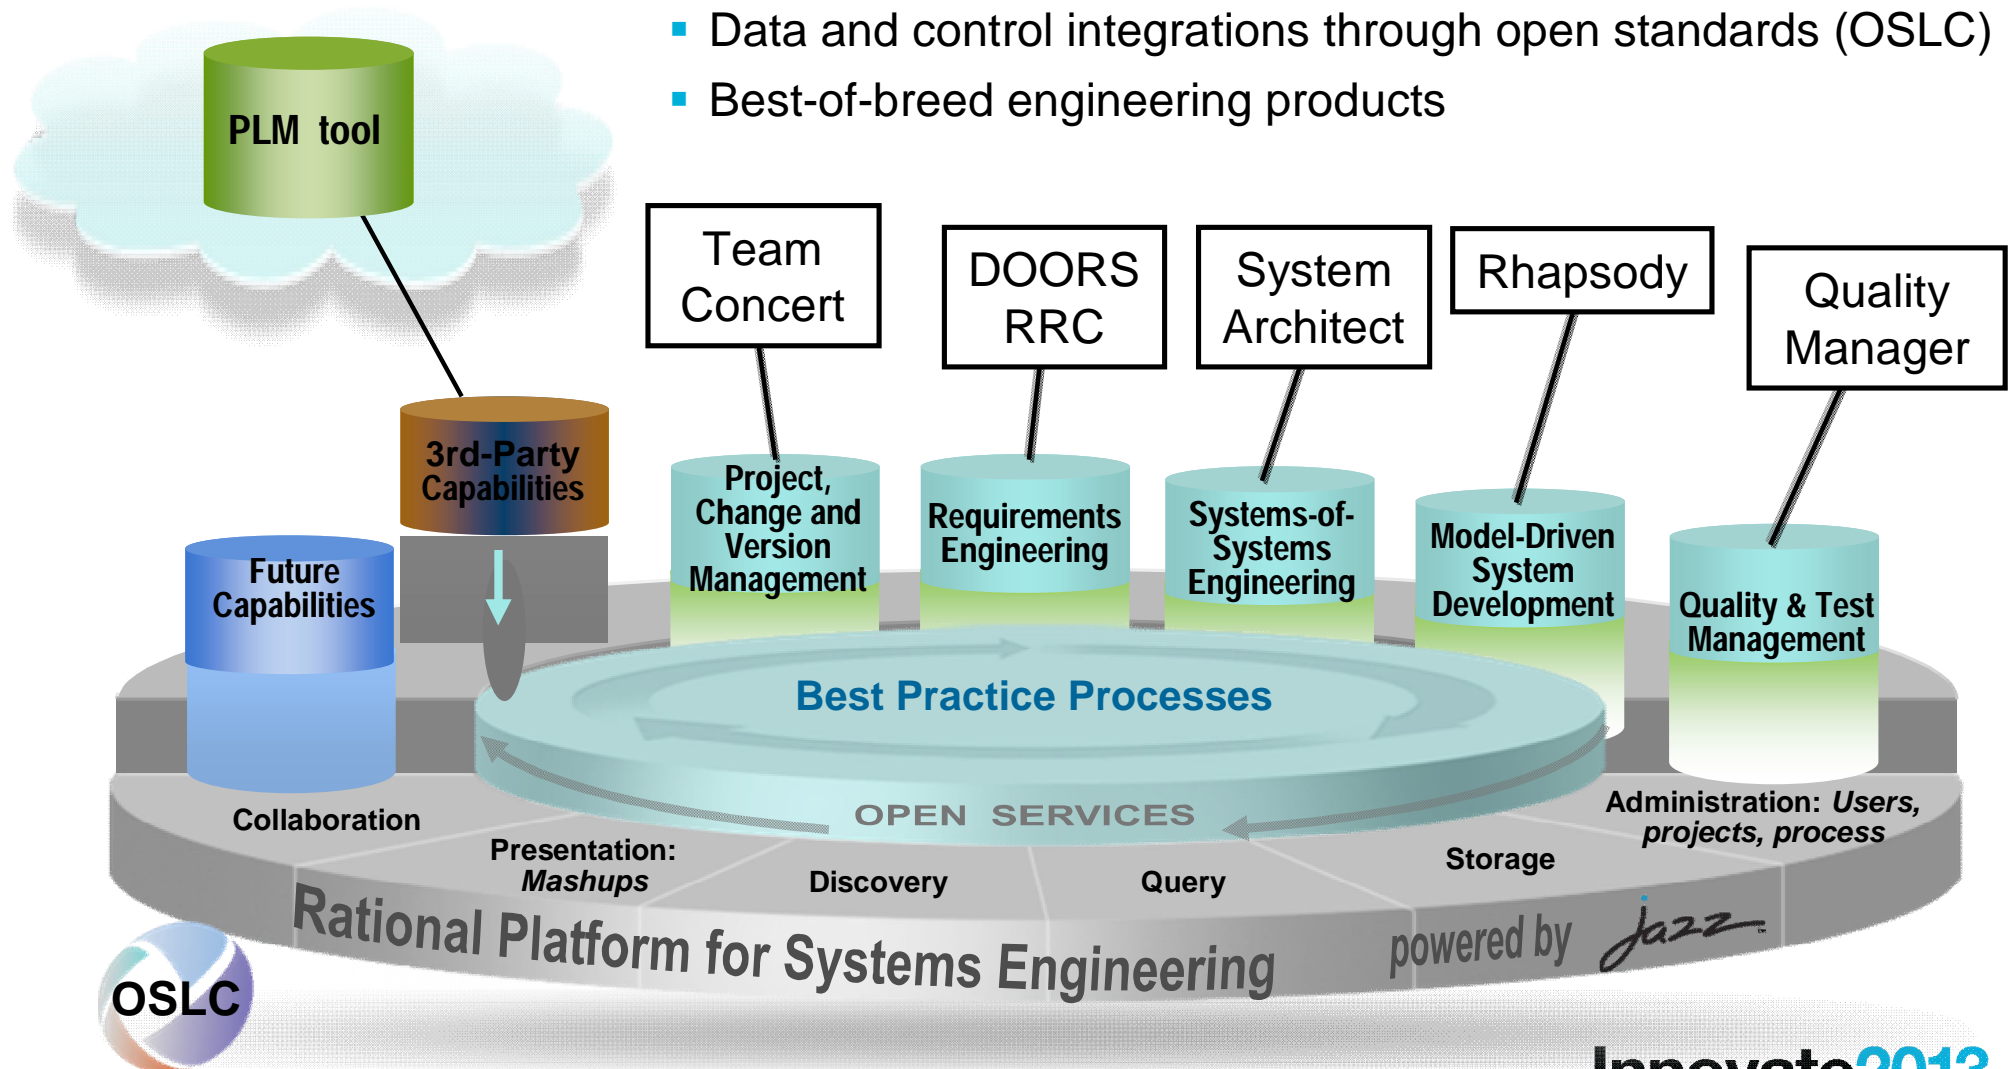 Data and control integrations through open standards (OSLC)
Best-of-breed engineering products
PLM tool
Team
Concert
DOORS
RRC
System
Architect
Rhapsody
Quality
Manager
3rd-Party
Capabilities
Future
Capabilities
Project,
Change and
Version
Management
Requirements
Engineering
Systems-of-
Systems
Engineering
Model-Driven
System
Development
Quality & Test
Management
Best Practice Processes
OPEN SERVICES
Collaboration
Presentation:
Mashups
Discovery
Query
Storage
Administration: Users,
projects, process
Rational Platform for Systems Engineering
powered by jazz
OSLC
Innovate2013